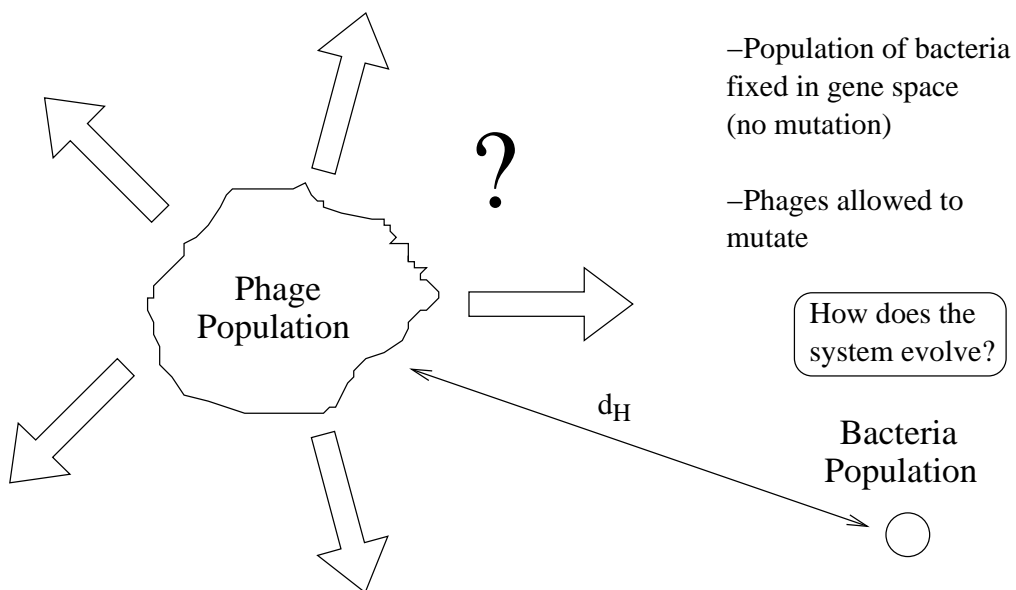 −Population of bacteria
fixed in gene space
(no mutation)
?
−Phages allowed to
mutate
Phage
Population
How does the
system evolve?
d_H
Bacteria
Population